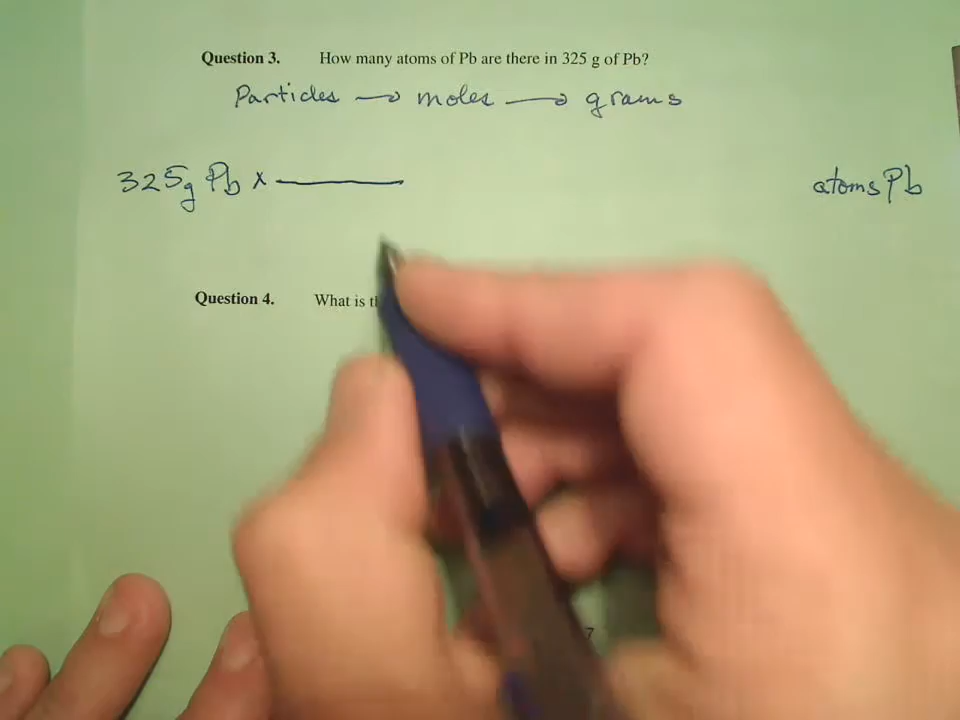 Question 3. How many atoms of Pb are there in 325 g of Pb?
Particles → moles → grams
325g Pb x atoms Pb
Question 4. What is
7